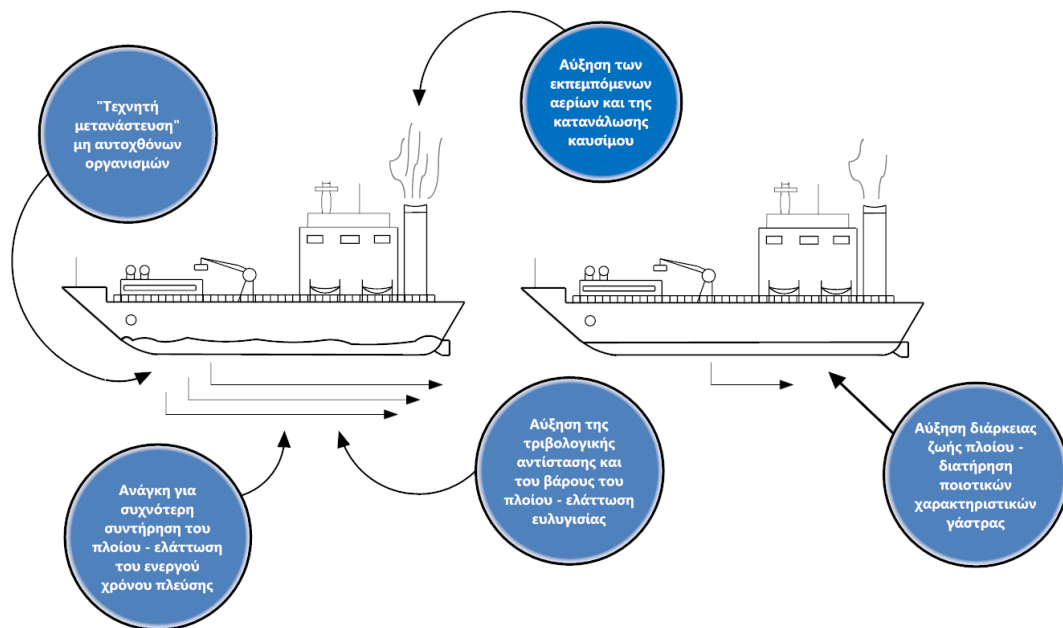 "Τεχνητή
μετανάστευση"
μη αυτοχθόνων
οργανισμών
Αύξηση των
εκπεμπόμενων
αερίων και της
κατανάλωσης
καυσίμου
Ανάγκη για
συχνότερη
συντήρηση του
πλοίου - ελάττωση
του ενεργού
χρόνου πλεύσης
Αύξηση της
τριβολογικής
αντίστασης και
του βάρους του
πλοίου - ελάττωση
ευλυγισίας
Αύξηση διάρκειας
ζωής πλοίου -
διατήρηση
ποιοτικών
χαρακτηριστικών
γάστρας